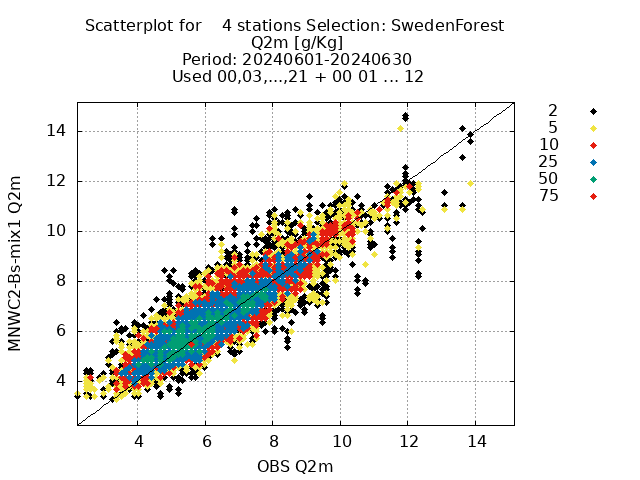 Scatterplot for    4 stations Selection: SwedenForest
Q2m [g/Kg]
Period: 20240601-20240630
Used 00,03,...,21 + 00 01 ... 12
2
5
10
25
50
75
14
12
10
8
6
4
MNWC2-Bs-mix1 Q2m
4 6 8 10 12 14
OBS Q2m